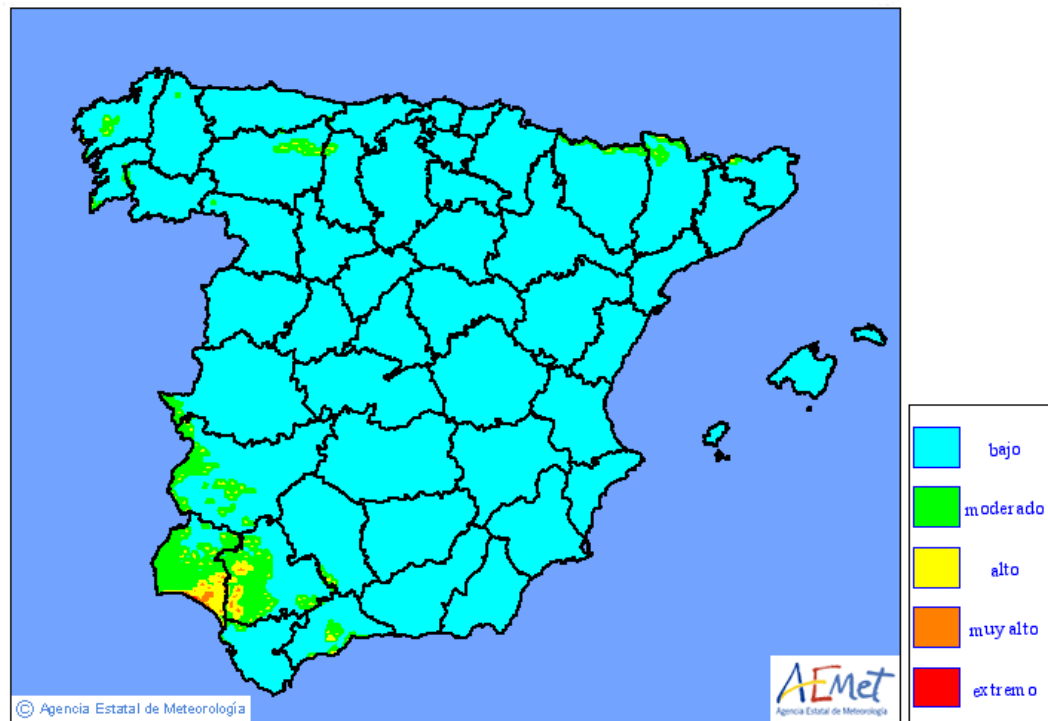 bajo
moderado
alto
muy alto
extremo
© Agencia Estatal de Meteorología
AEMet
Agencia Estatal de Meteorología